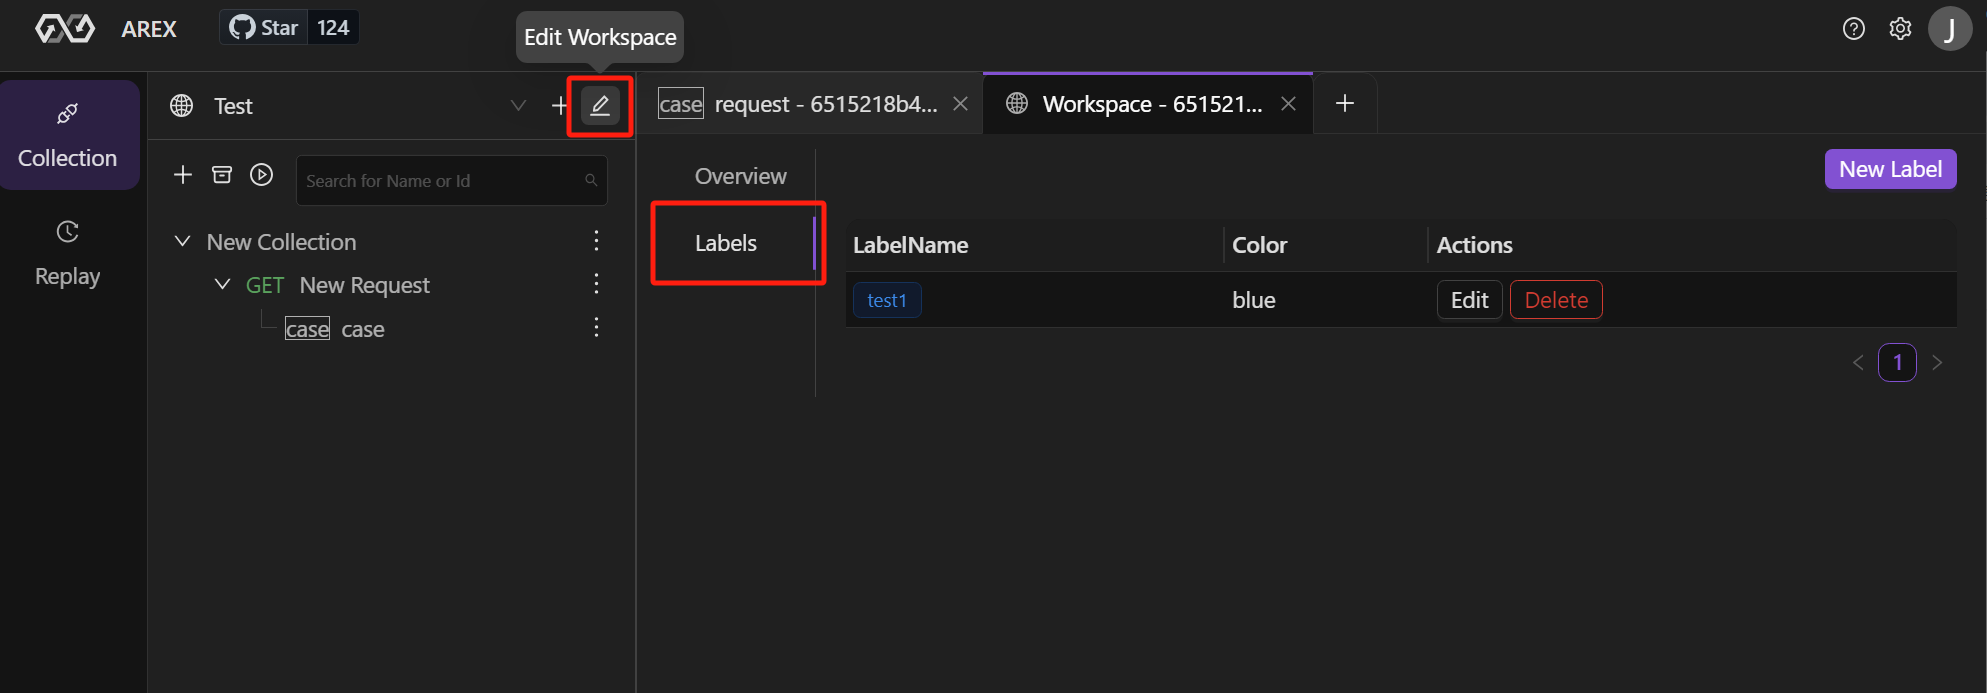 AREX
Star 124
Edit Workspace
J
Collection
Replay
Test
Search for Name or Id
New Collection
GET New Request
case case
case request - 6515218b4...
Workspace - 651521...
Overview
Labels
New Label
LabelName Color Actions
test1 blue Edit Delete
1